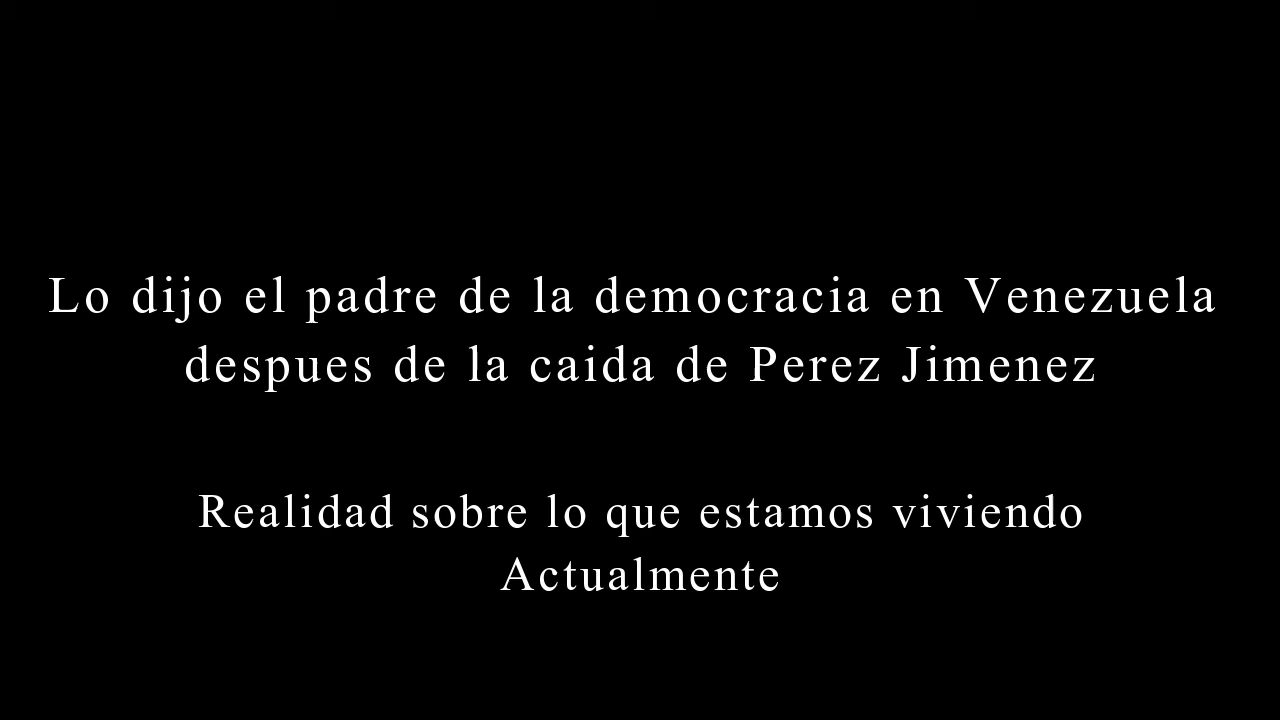 Lo dijo el padre de la democracia en Venezuela
despues de la caida de Perez Jimenez
Realidad sobre lo que estamos viviendo
Actualmente